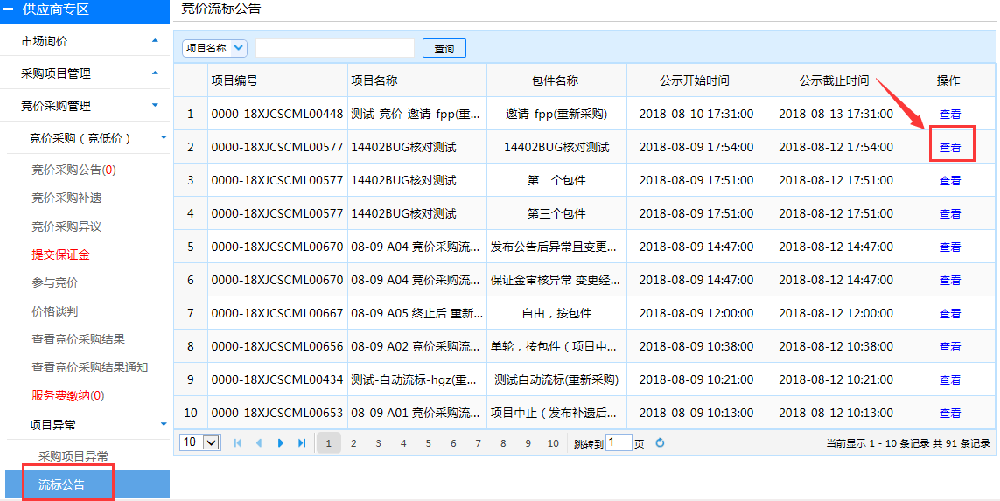 供应商专区
市场询价
采购项目管理
竞价采购管理
竞价采购（竞低价）
竞价采购公告(0)
竞价采购补遗
竞价采购异议
提交保证金
参与竞价
价格谈判
查看竞价采购结果
查看竞价采购结果通知
服务费缴纳(0)
项目异常
采购项目异常
流标公告
竞价流标公告
项目名称 查询
项目编号 项目名称 包件名称 公示开始时间 公示截止时间 操作
1 0000-18XJCSCML00448 测试-竞价-邀请-fpp(重... 邀请-fpp(重新采购) 2018-08-10 17:31:00 2018-08-13 17:31:00 查看
2 0000-18XJCSCML00577 14402BUG核对测试 14402BUG核对测试 2018-08-09 17:54:00 2018-08-12 17:54:00 查看
3 0000-18XJCSCML00577 14402BUG核对测试 第二个包件 2018-08-09 17:51:00 2018-08-12 17:51:00 查看
4 0000-18XJCSCML00577 14402BUG核对测试 第三个包件 2018-08-09 17:51:00 2018-08-12 17:51:00 查看
5 0000-18XJCSCML00670 08-09 A04 竞价采购流... 发布公告后异常且变更... 2018-08-09 14:47:00 2018-08-12 14:47:00 查看
6 0000-18XJCSCML00670 08-09 A04 竞价采购流... 保证金审核异常 变更经... 2018-08-09 14:47:00 2018-08-12 14:47:00 查看
7 0000-18XJCSCML00667 08-09 A05 终止后 重新... 自由，按包件 2018-08-09 12:00:00 2018-08-12 12:00:00 查看
8 0000-18XJCSCML00656 08-09 A02 竞价采购流... 单轮，按包件（项目中... 2018-08-09 10:38:00 2018-08-12 10:38:00 查看
9 0000-18XJCSCML00434 测试-自动流标-hgz(重... 测试自动流标(重新采购) 2018-08-09 10:21:00 2018-08-12 10:21:00 查看
10 0000-18XJCSCML00653 08-09 A01 竞价采购流... 项目中止（发布补遗后... 2018-08-09 10:13:00 2018-08-12 10:13:00 查看
10 1 2 3 4 5 6 7 8 9 10 跳转到 1 页 当前显示 1 - 10 条记录 共 91 条记录